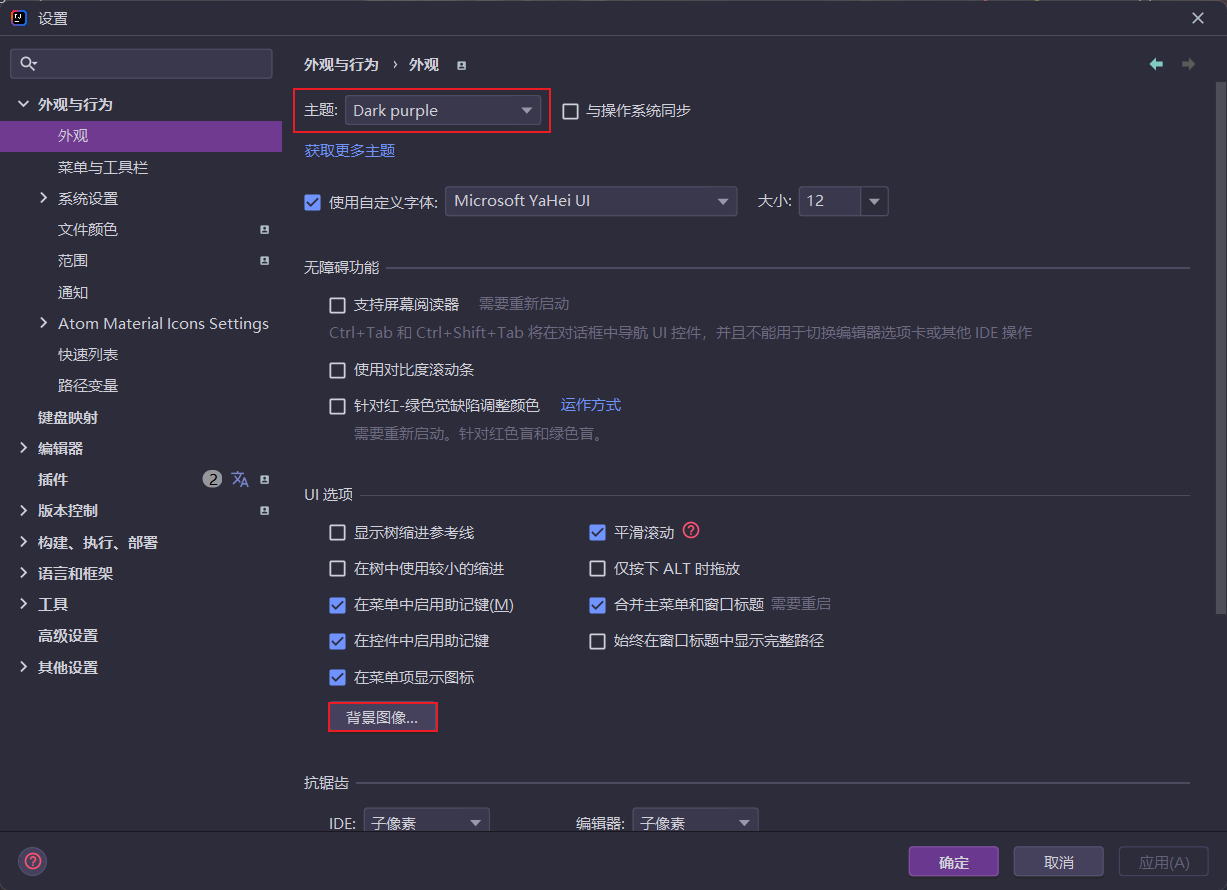 设置
外观与行为
外观
菜单与工具栏
系统设置
文件颜色
范围
通知
Atom Material Icons Settings
快速列表
路径变量
键盘映射
编辑器
插件 2
版本控制
构建、执行、部署
语言和框架
工具
高级设置
其他设置
外观与行为 › 外观
主题: Dark purple 与操作系统同步
获取更多主题
使用自定义字体: Microsoft YaHei UI 大小: 12
无障碍功能
支持屏幕阅读器 需要重新启动
Ctrl+Tab 和 Ctrl+Shift+Tab 将在对话框中导航 UI 控件，并且不能用于切换编辑器选项卡或其他 IDE 操作
使用对比度滚动条
针对红-绿色觉缺陷调整颜色 运作方式
需要重新启动。针对红色盲和绿色盲。
UI 选项
显示树缩进参考线 平滑滚动
在树中使用较小的缩进 仅按下 ALT 时拖放
在菜单中启用助记键(M) 合并主菜单和窗口标题 需要重启
在控件中启用助记键 始终在窗口标题中显示完整路径
在菜单项显示图标
背景图像...
抗锯齿
IDE: 子像素 编辑器: 子像素
确定 取消 应用(A)